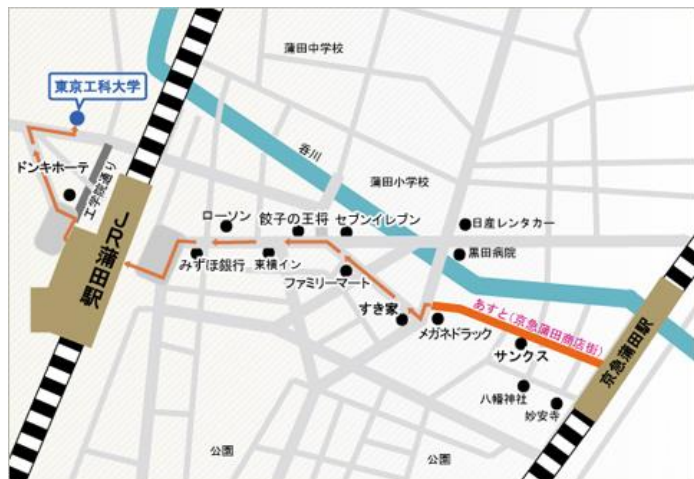 蒲田中学校
東京工科大学
呑川
ドンキホーテ
工学院通り
蒲田小学校
ローソン
餃子の王将
セブンイレブン
日産レンタカー
JR蒲田駅
みずほ銀行
東横イン
黒田病院
ファミリーマート
すき家
メガネドラック
あすと(京急蒲田商店街)
サンクス
京急蒲田駅
八幡神社
妙安寺
公園
公園